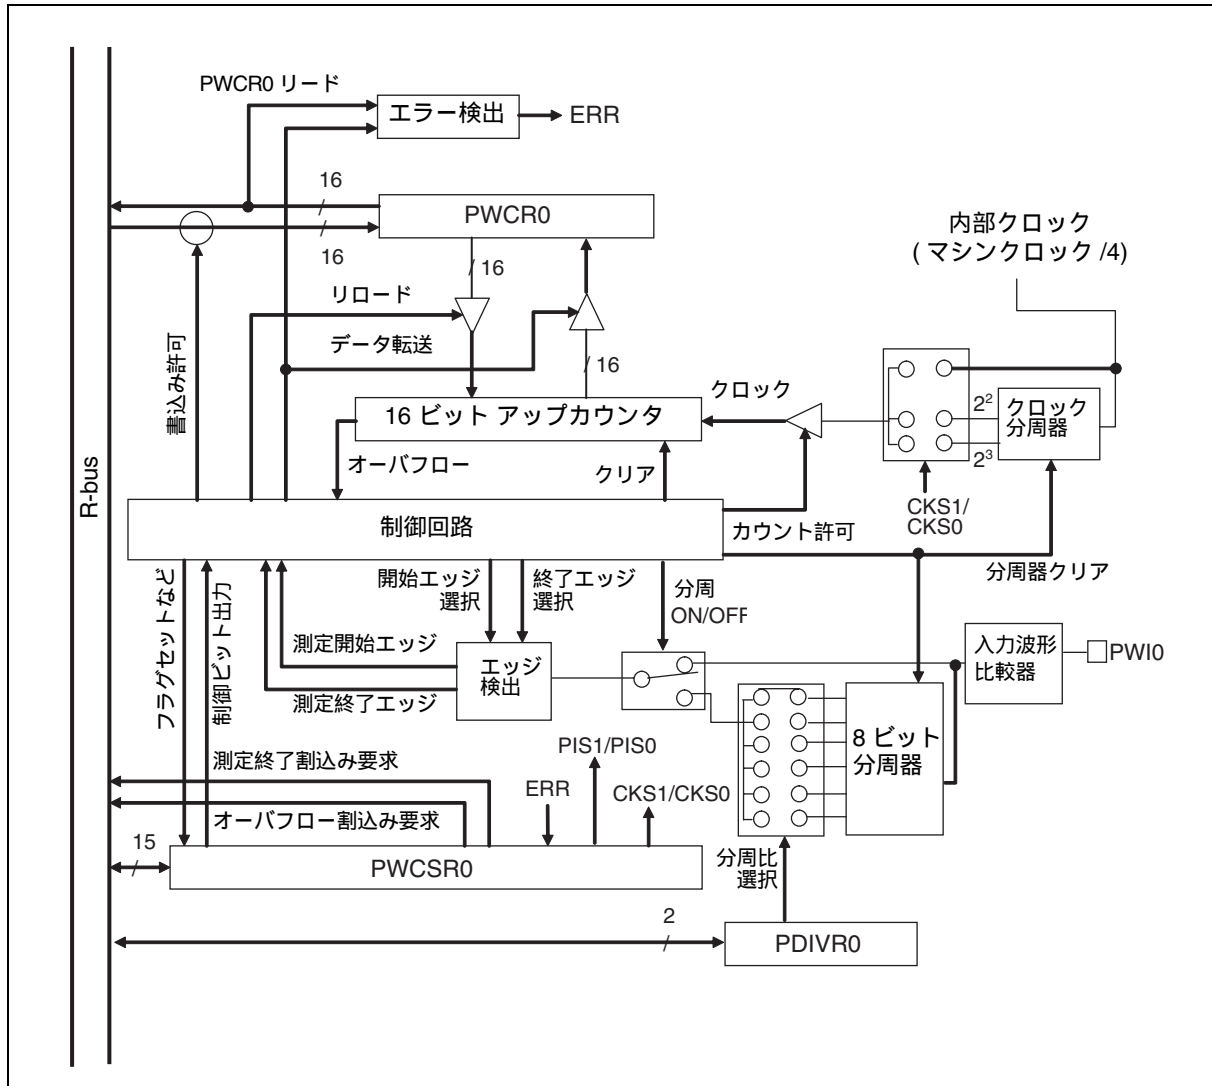 PWCR0 リード
エラー検出
ERR
16
PWCR0
16
16
内部クロック
( マシンクロック /4)
リロード
データ転送
16
書込み許可
クロック
16 ビット アップカウンタ
2²
クロック
分周器
2³
オーバフロー
クリア
R-bus
CKS1/
CKS0
制御回路
カウント許可
分周器クリア
フラグセットなど
制御ビット出力
開始エッジ
選択
終了エッジ
選択
分周
ON/OFF
測定開始エッジ
エッジ
検出
測定終了エッジ
入力波形
比較器
PWI0
8 ビット
分周器
PIS1/PIS0
測定終了割込み要求
ERR
CKS1/CKS0
オーバフロー割込み要求
15
PWCSR0
分周比
選択
2
PDIVR0